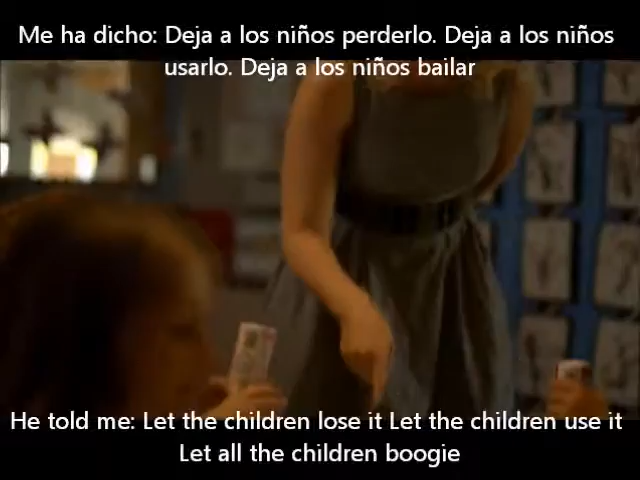 Me ha dicho: Deja a los niños perderlo. Deja a los niños
usarlo. Deja a los niños bailar
He told me: Let the children lose it Let the children use it
Let all the children boogie